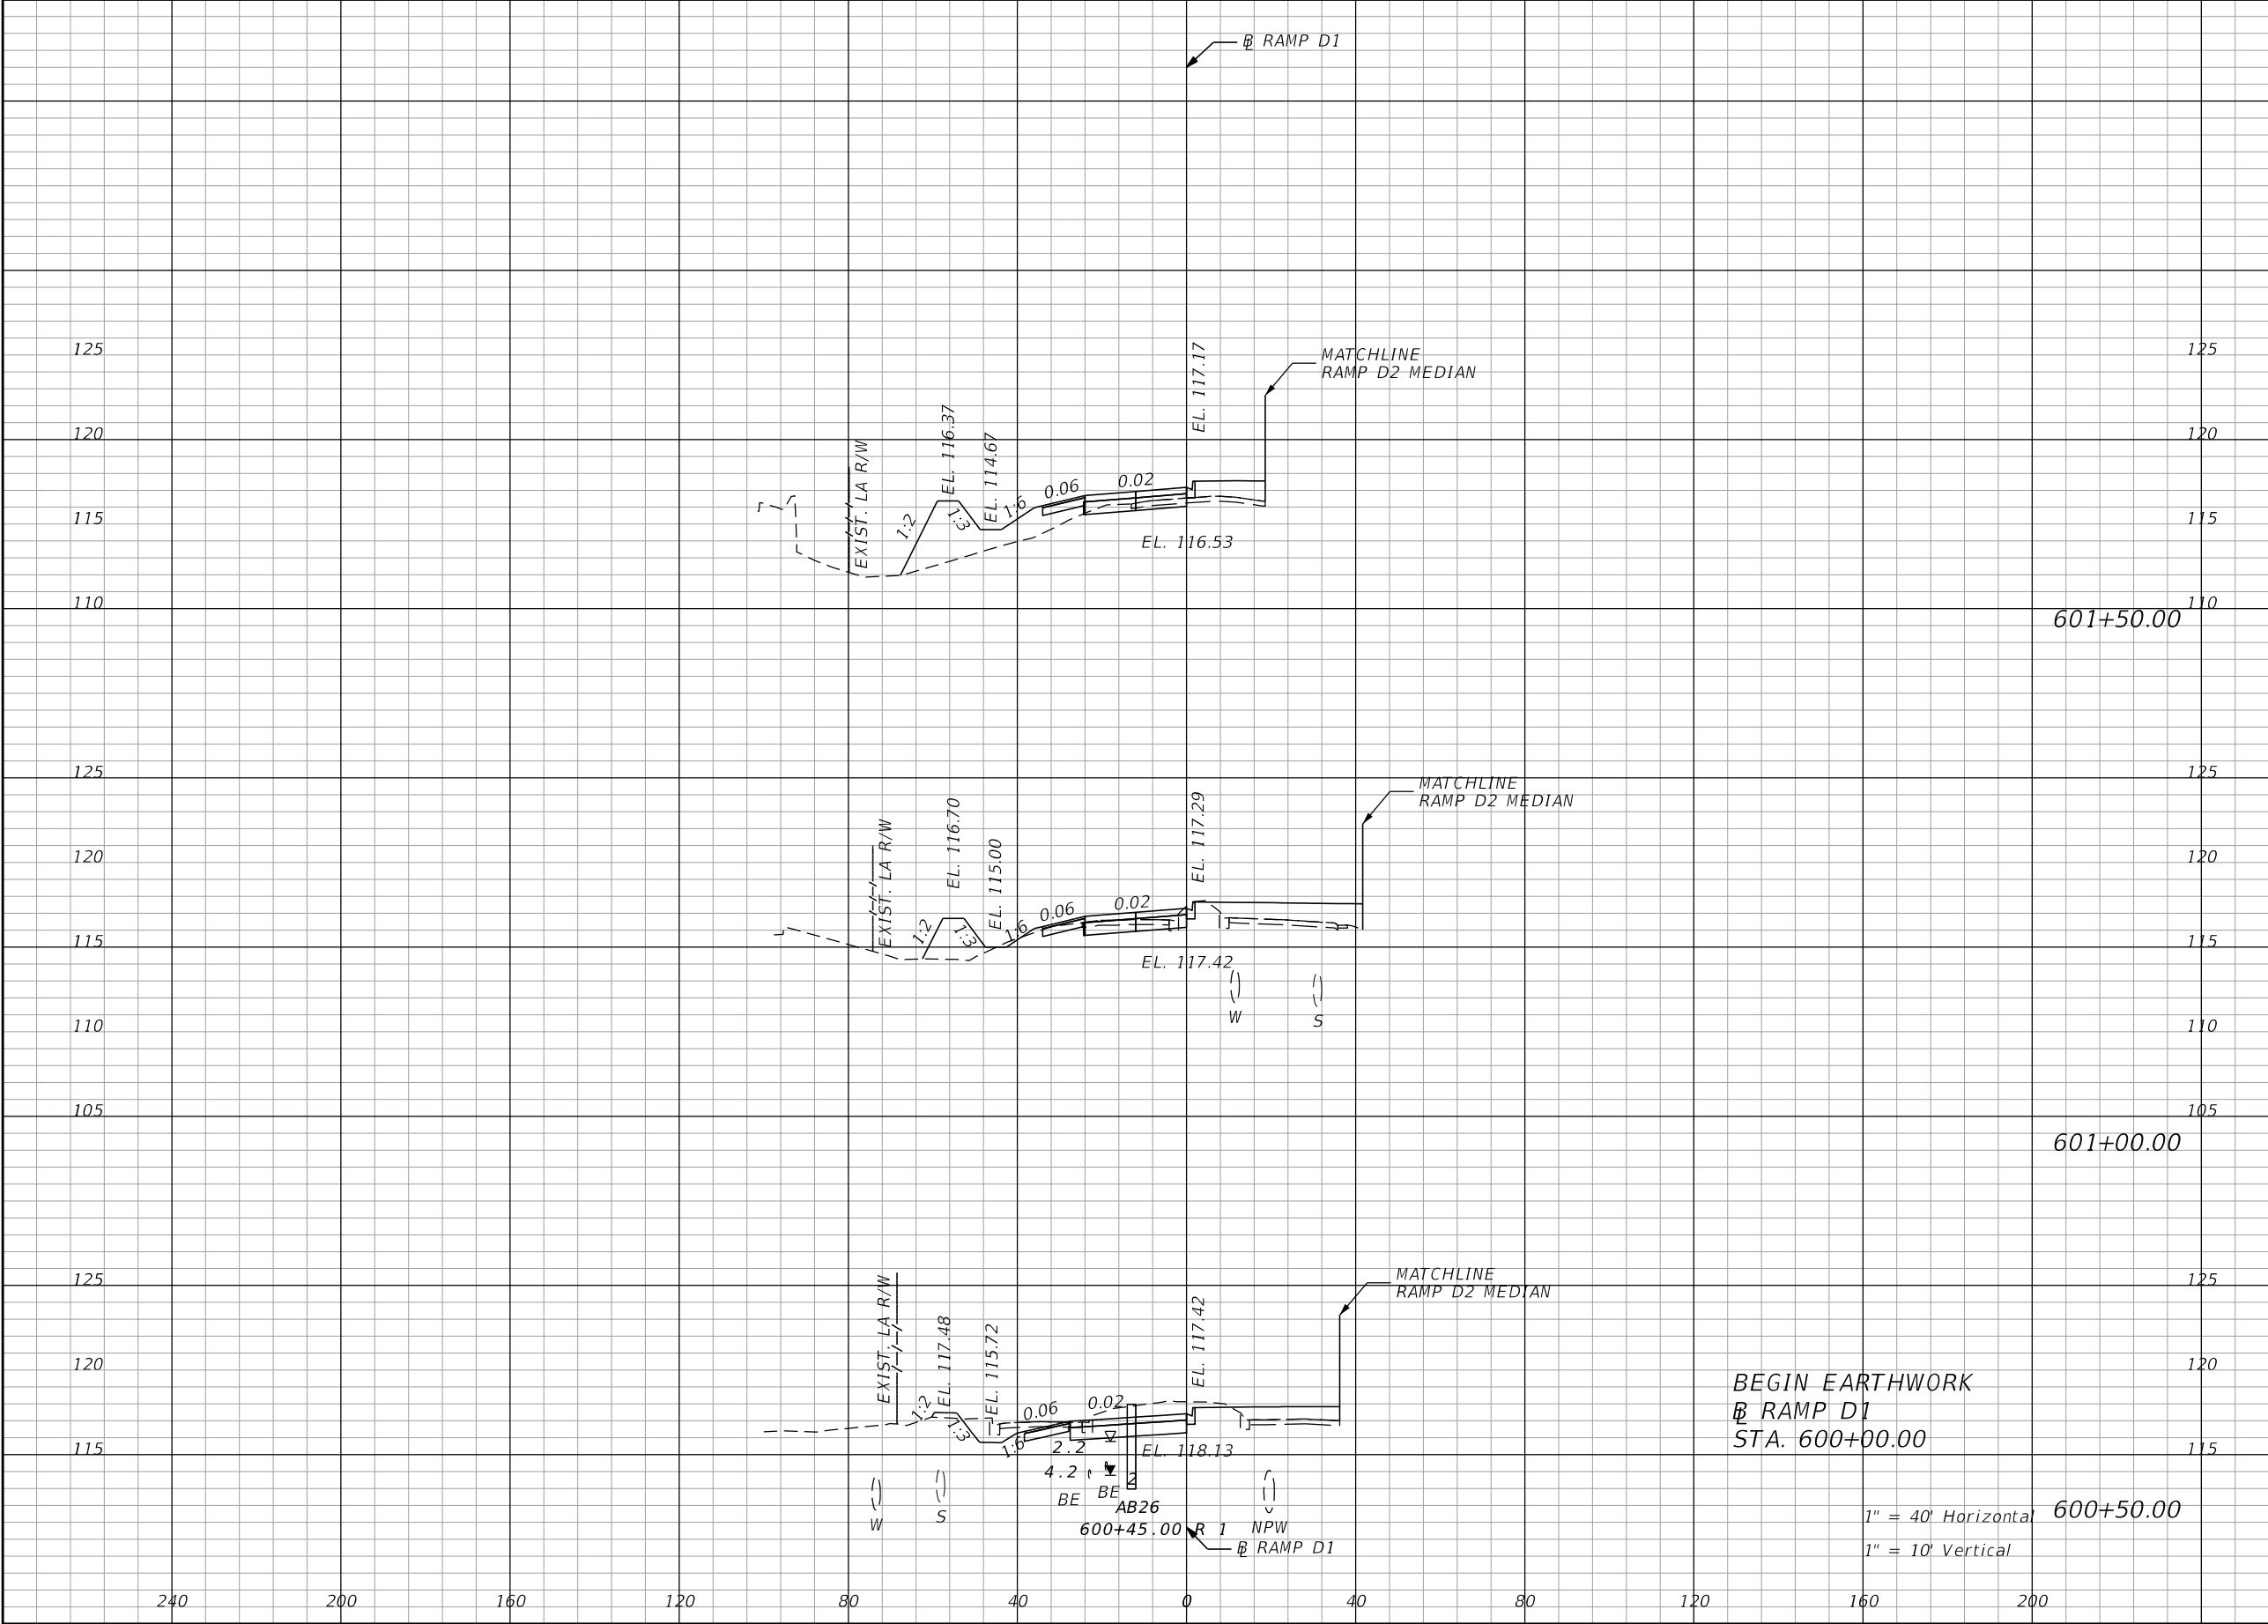 BL RAMP D1
125
EL. 117.17
MATCHLINE
RAMP D2 MEDIAN
125
120
EXIST. LA R/W
EL. 116.37
EL. 114.67
120
1:2
1:3
1:6
0.06
0.02
115
EL. 116.53
115
110
110
601+50.00
125
EL. 117.29
MATCHLINE
RAMP D2 MEDIAN
125
120
EXIST. LA R/W
EL. 116.70
EL. 115.00
120
1:2
1:3
1:6
0.06
0.02
115
EL. 117.42
115
W
S
110
110
105
105
601+00.00
125
EXIST. LA R/W
EL. 117.48
EL. 115.72
EL. 117.42
MATCHLINE
RAMP D2 MEDIAN
125
120
120
BEGIN EARTHWORK
BL RAMP D1
STA. 600+00.00
1:2
1:3
1:6
0.06
0.02
115
2.2
EL. 118.13
115
4.2
2
BE
BE
AB26
W
S
600+45.00 R 1
NPW
BL RAMP D1
600+50.00
1" = 40' Horizontal
1" = 10' Vertical
240 200 160 120 80 40 0 40 80 120 160 200